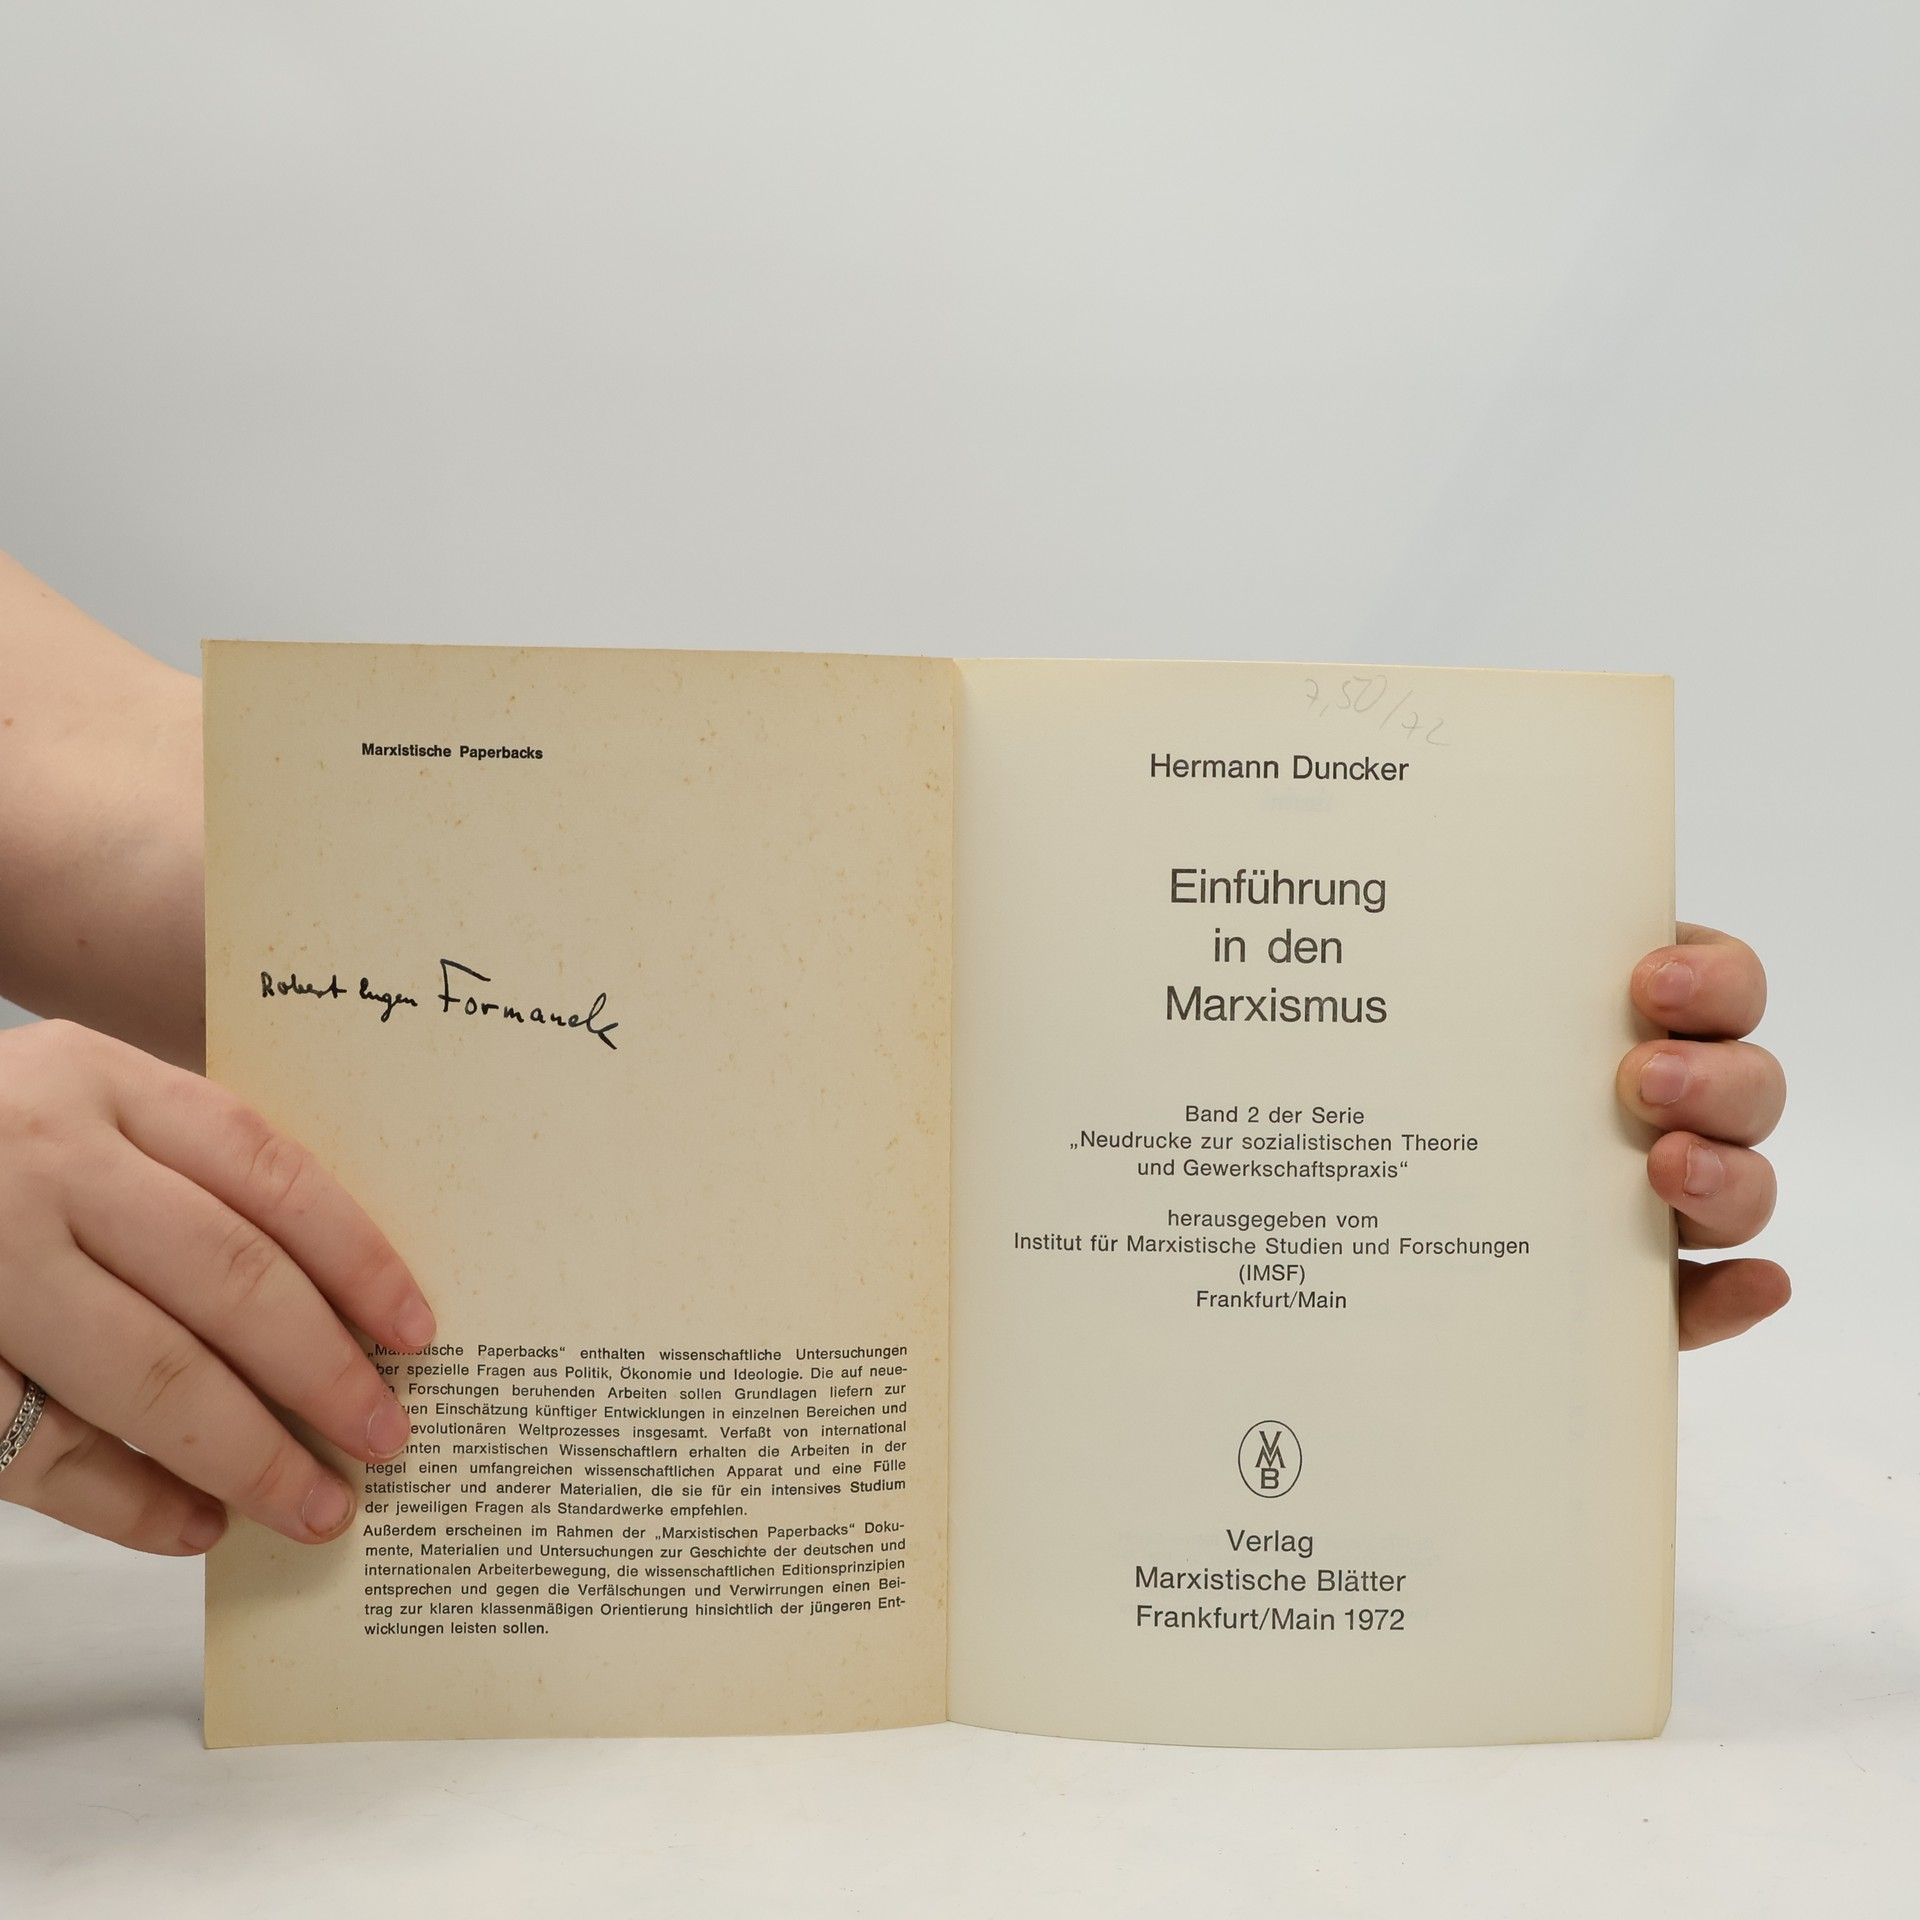 Marxistische Paperbacks
Robert Eugen Formanek
„Marxistische Paperbacks“ enthalten wissenschaftliche Untersuchungen
über spezielle Fragen aus Politik, Ökonomie und Ideologie. Die auf neue-
Forschungen beruhenden Arbeiten sollen Grundlagen liefern zur
Einschätzung künftiger Entwicklungen in einzelnen Bereichen und
revolutionären Weltprozesses insgesamt. Verfaßt von international
marxistischen Wissenschaftlern erhalten die Arbeiten in der
Regel einen umfangreichen wissenschaftlichen Apparat und eine Fülle
statistischer und anderer Materialien, die sie für ein intensives Studium
der jeweiligen Fragen als Standardwerke empfehlen.
Außerdem erscheinen im Rahmen der „Marxistischen Paperbacks“ Doku-
mente, Materialien und Untersuchungen zur Geschichte der deutschen und
internationalen Arbeiterbewegung, die wissenschaftlichen Editionsprinzipien
entsprechen und gegen die Verfälschungen und Verwirrungen einen Bei-
trag zur klaren klassenmäßigen Orientierung hinsichtlich der jüngeren Ent-
wicklungen leisten sollen.
7,50/72
Hermann Duncker
Einführung
in den
Marxismus
Band 2 der Serie
„Neudrucke zur sozialistischen Theorie
und Gewerkschaftspraxis“
herausgegeben vom
Institut für Marxistische Studien und Forschungen
(IMSF)
Frankfurt/Main
VMB
Verlag
Marxistische Blätter
Frankfurt/Main 1972